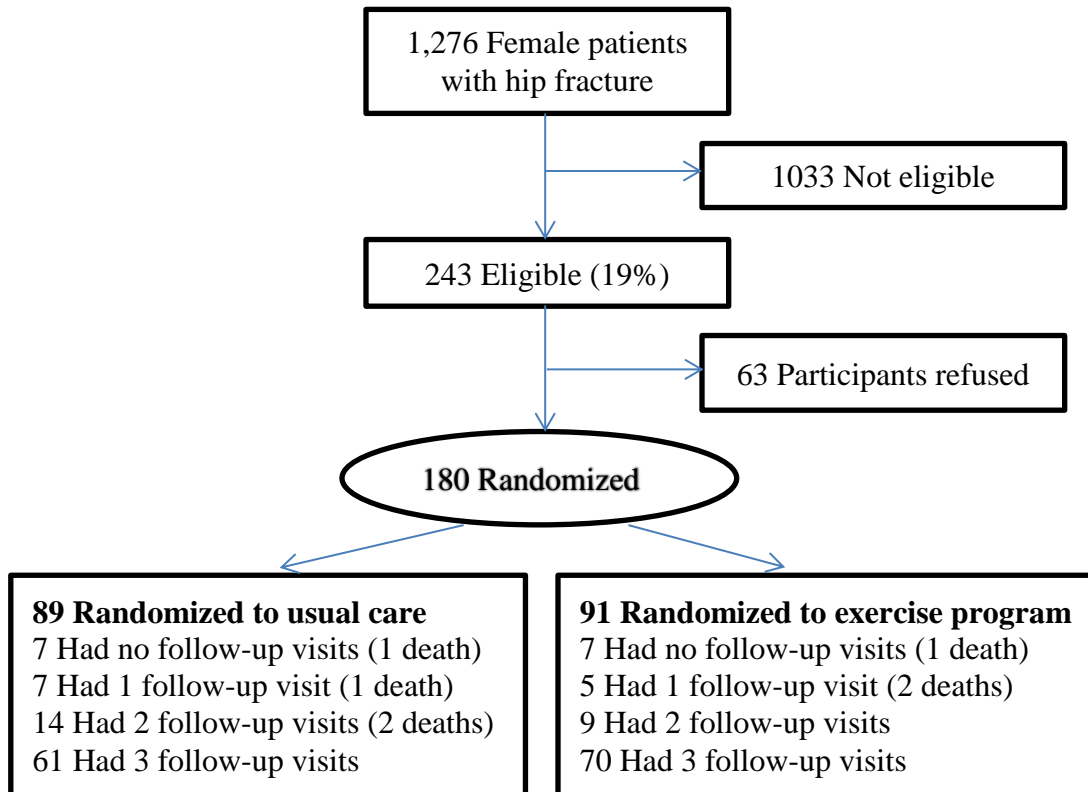 1,276 Female patients
with hip fracture
1033 Not eligible
243 Eligible (19%)
63 Participants refused
180 Randomized
89 Randomized to usual care
7 Had no follow-up visits (1 death)
7 Had 1 follow-up visit (1 death)
14 Had 2 follow-up visits (2 deaths)
61 Had 3 follow-up visits
91 Randomized to exercise program
7 Had no follow-up visits (1 death)
5 Had 1 follow-up visit (2 deaths)
9 Had 2 follow-up visits
70 Had 3 follow-up visits